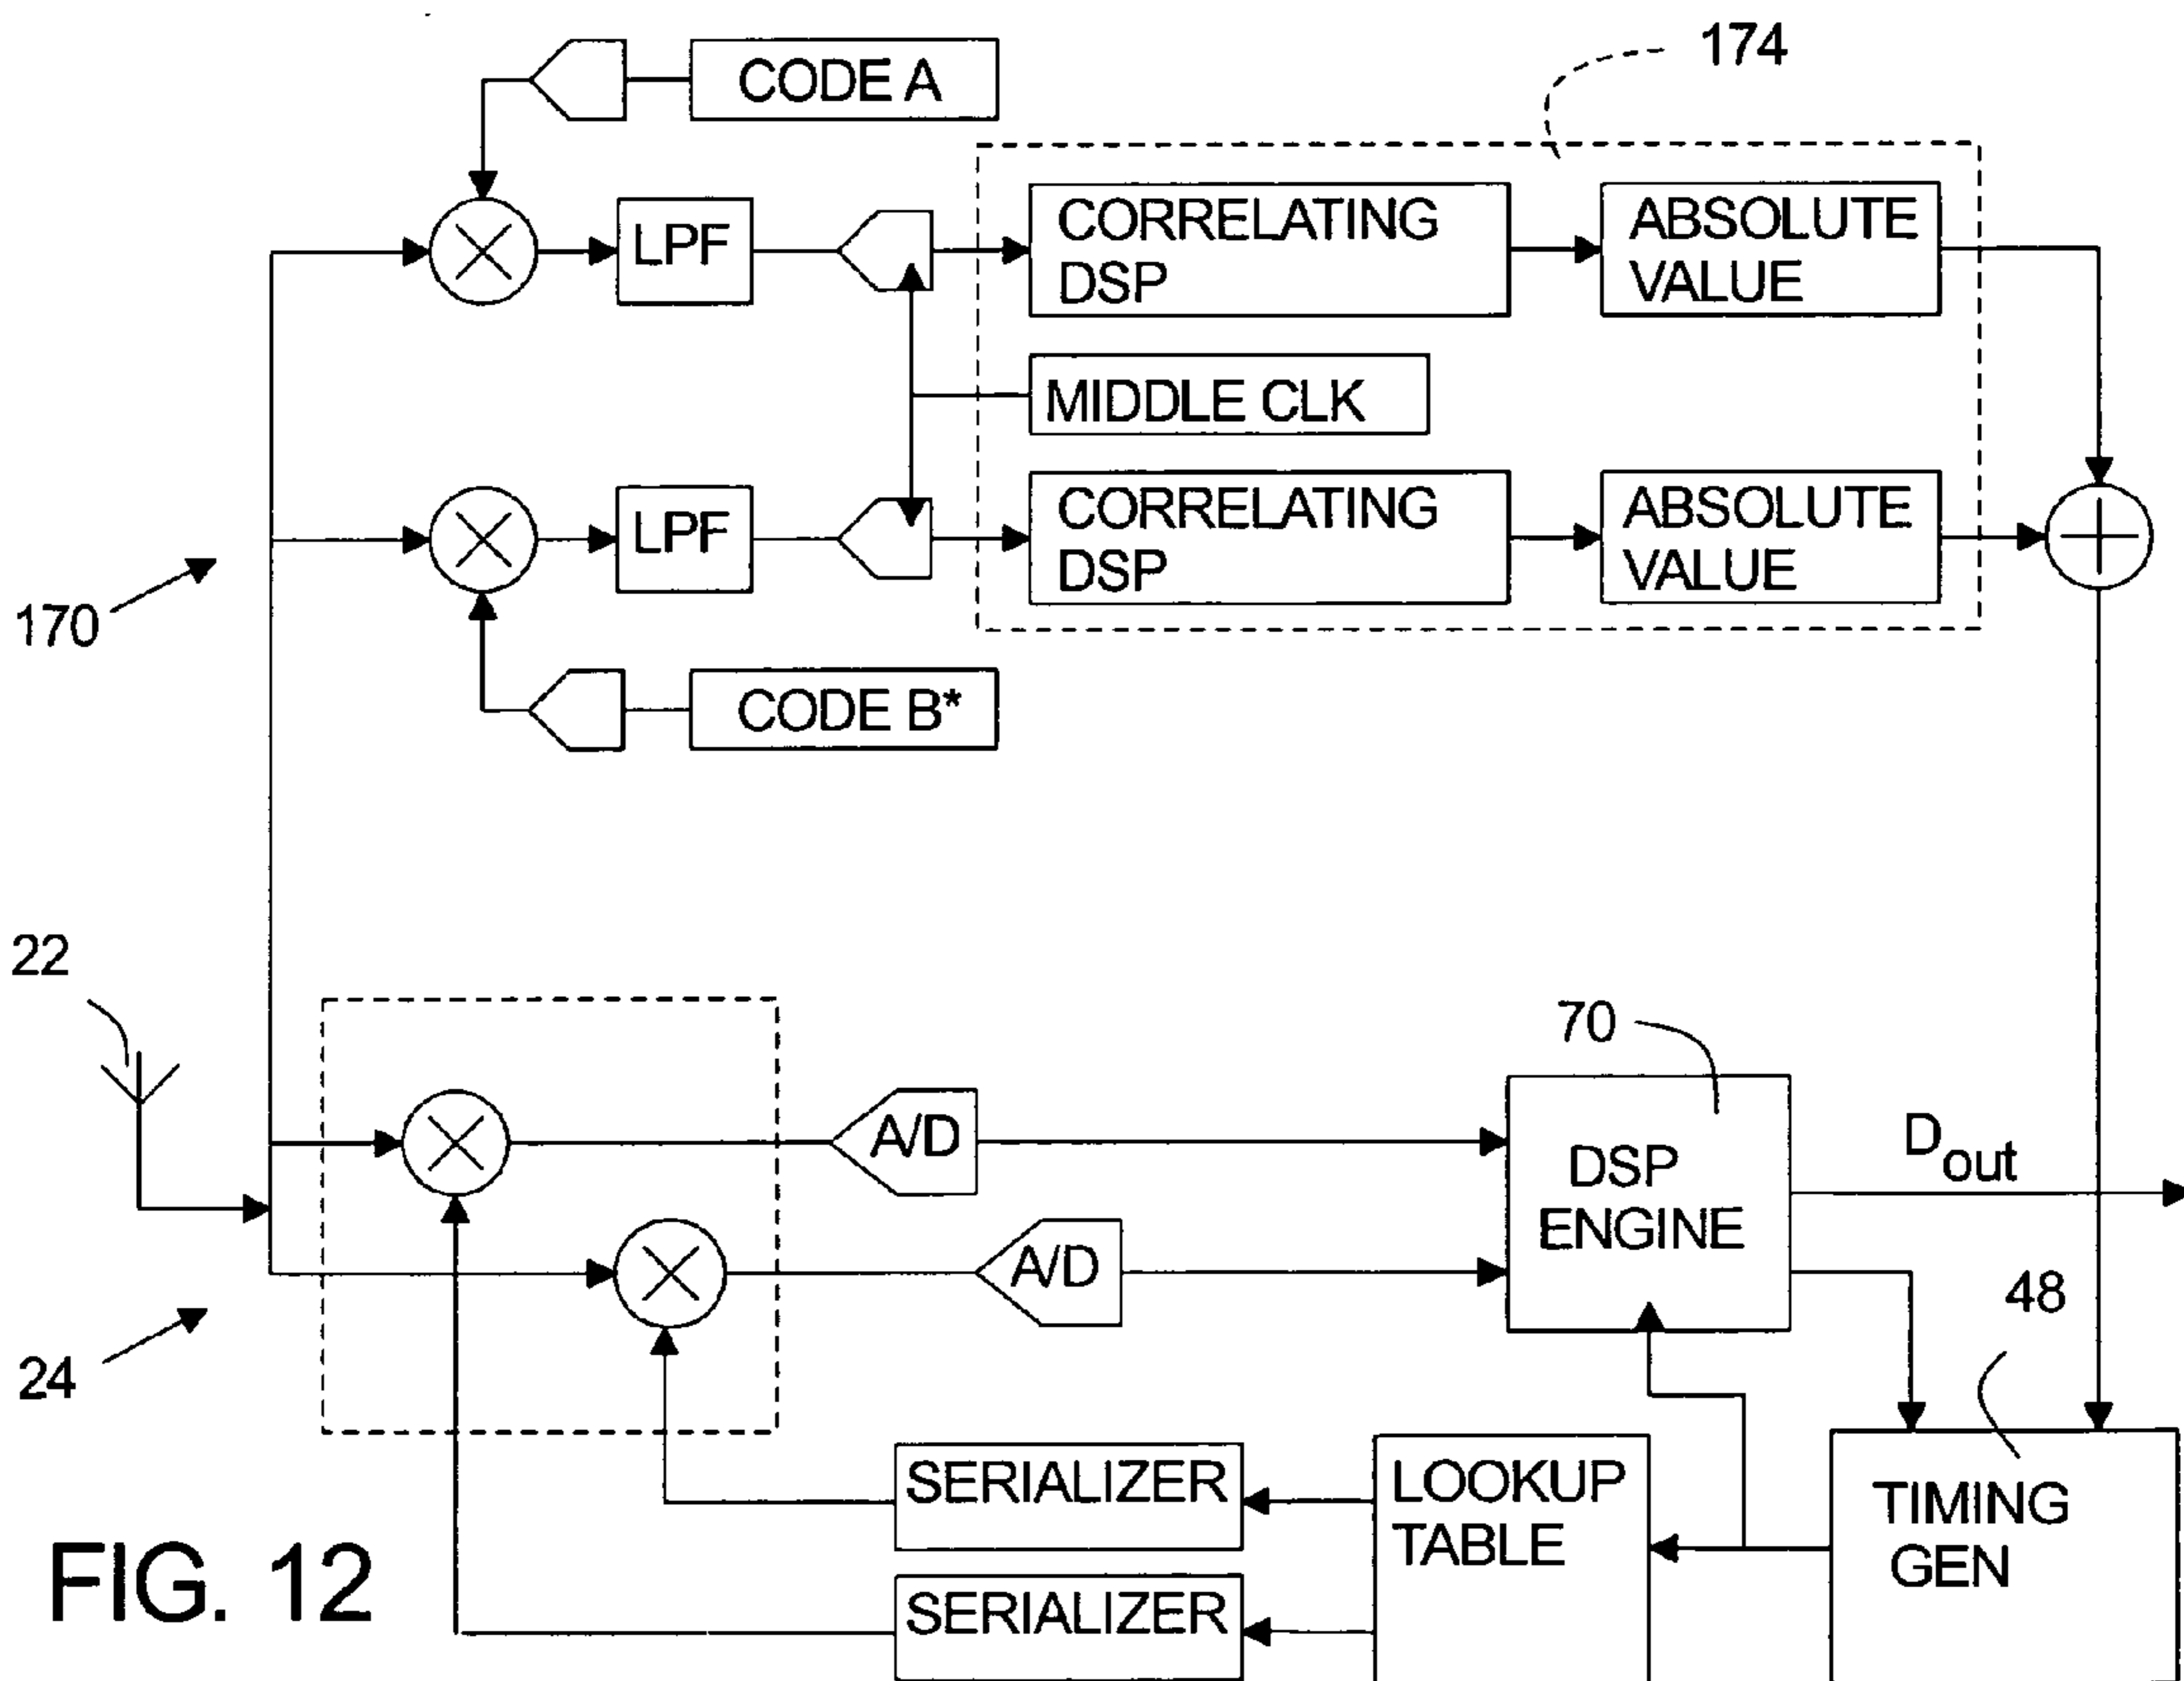 174
CODE A
LPF
CORRELATING
DSP
ABSOLUTE
VALUE
MIDDLE CLK
LPF
CORRELATING
DSP
ABSOLUTE
VALUE
170
CODE B*
22
70
A/D
DSP
ENGINE
Dout
A/D
48
24
SERIALIZER
LOOKUP
TABLE
TIMING
GEN
SERIALIZER
FIG. 12